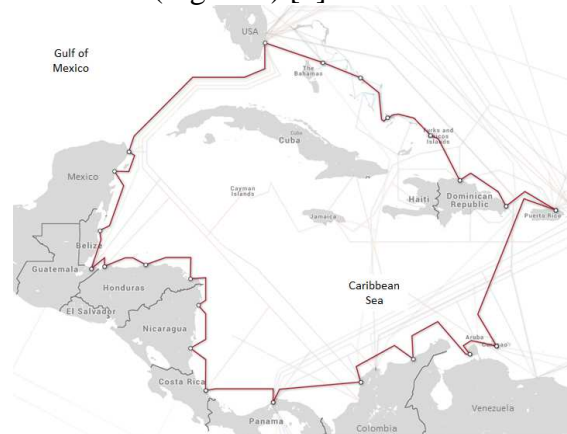 USA
Gulf of
Mexico
The
Bahamas
Cuba
Cuba
Turks and
Caicos
Islands
Mexico
Cayman
Islands
Haiti
Dominican
Republic
Jamaica
Puerto Rico
Belize
Guatemala
Honduras
Caribbean
Sea
El Salvador
Nicaragua
Aruba
Costa Rica
Panama
Colombia
Venezuela